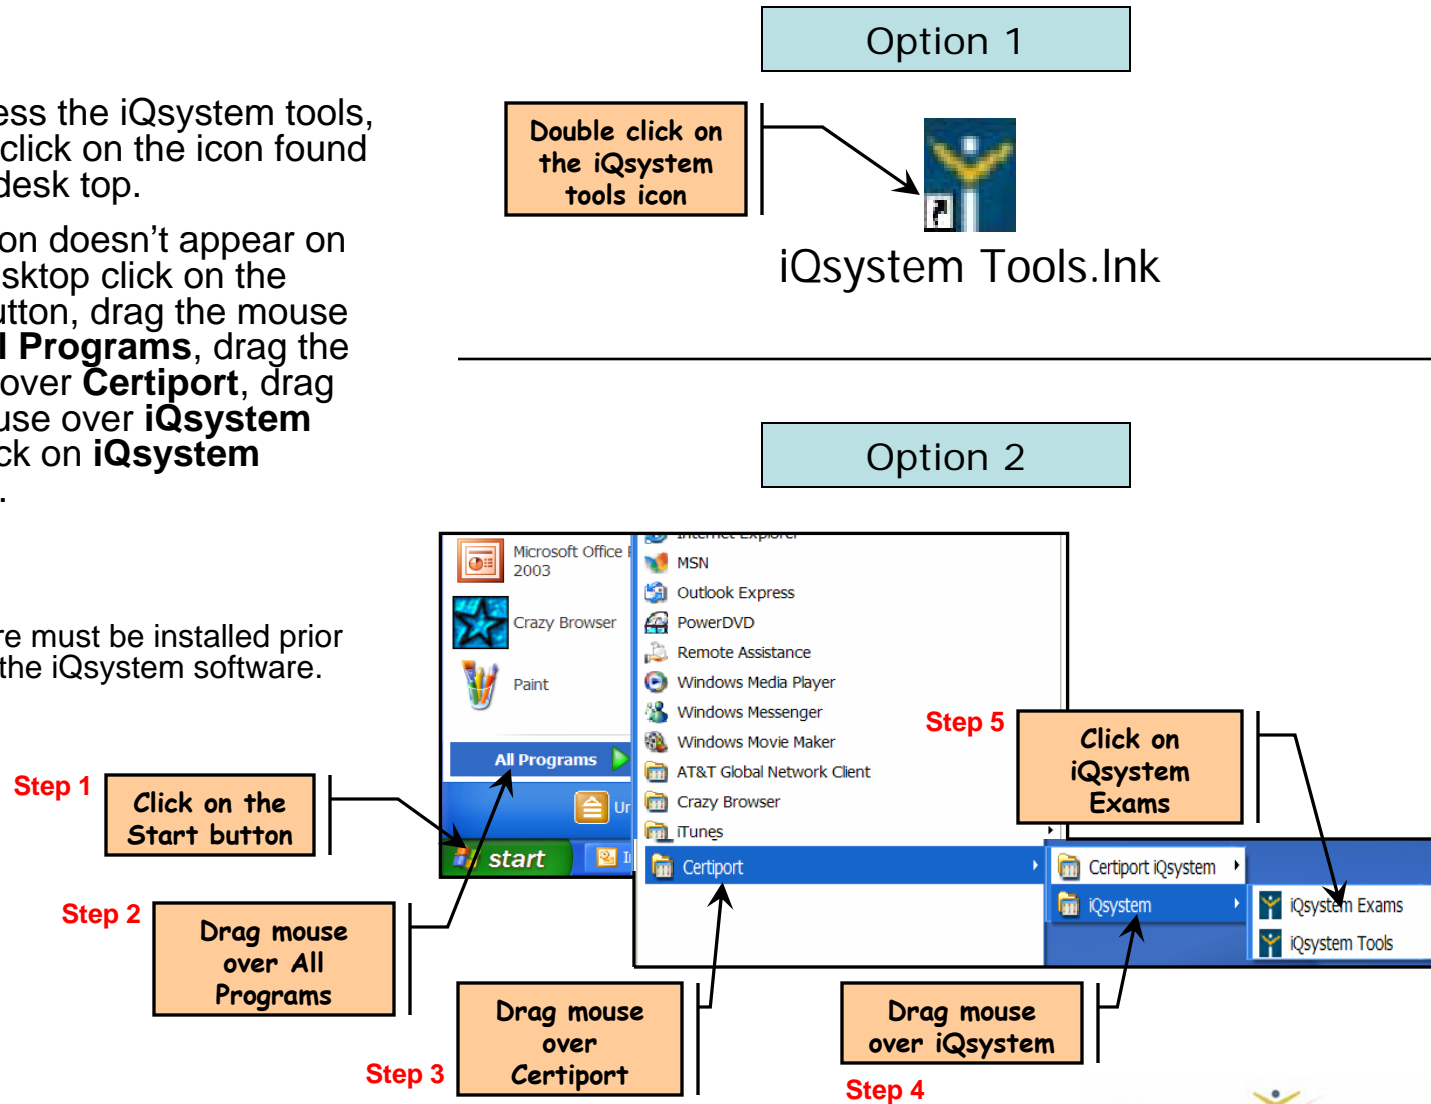 ess the iQsystem tools,
click on the icon found
desk top.
on doesn't appear on
sktop click on the
utton, drag the mouse
l Programs, drag the
over Certiport, drag
use over iQsystem
ck on iQsystem
.
re must be installed prior
the iQsystem software.
Option 1
Double click on
the iQsystem
tools icon
iQsystem Tools.lnk
Option 2
Microsoft Office
2003
Crazy Browser
Paint
All Programs
start
Internet Explorer
MSN
Outlook Express
PowerDVD
Remote Assistance
Windows Media Player
Windows Messenger
Windows Movie Maker
AT&T Global Network Client
Crazy Browser
iTunes
Certiport
Certiport iQsystem
iQsystem
iQsystem Exams
iQsystem Tools
Step 1
Click on the
Start button
Step 2
Drag mouse
over All
Programs
Step 3
Drag mouse
over
Certiport
Step 4
Drag mouse
over iQsystem
Step 5
Click on
iQsystem
Exams